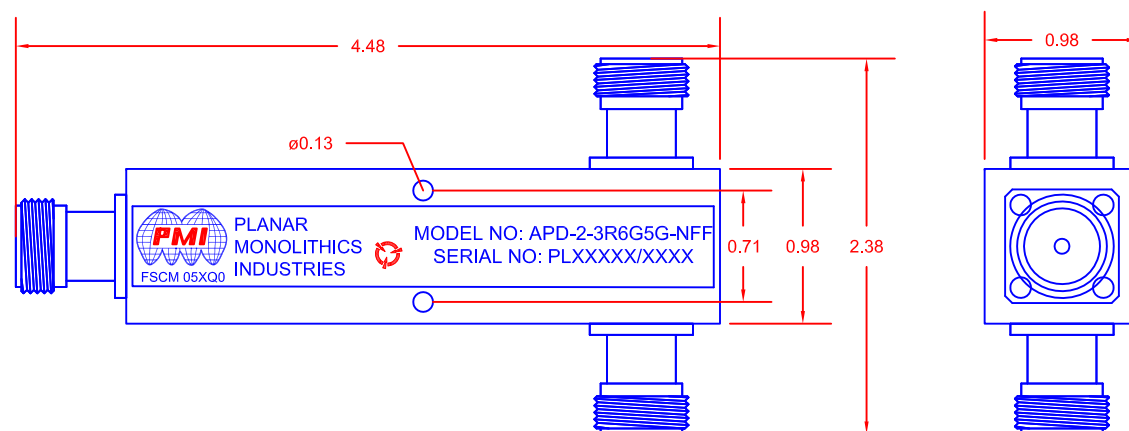 4.48
0.98
ø0.13
PMI
FSCM 05XQ0
PLANAR
MONOLITHICS
INDUSTRIES
MODEL NO: APD-2-3R6G5G-NFF
SERIAL NO: PLXXXXX/XXXX
0.71
0.98
2.38